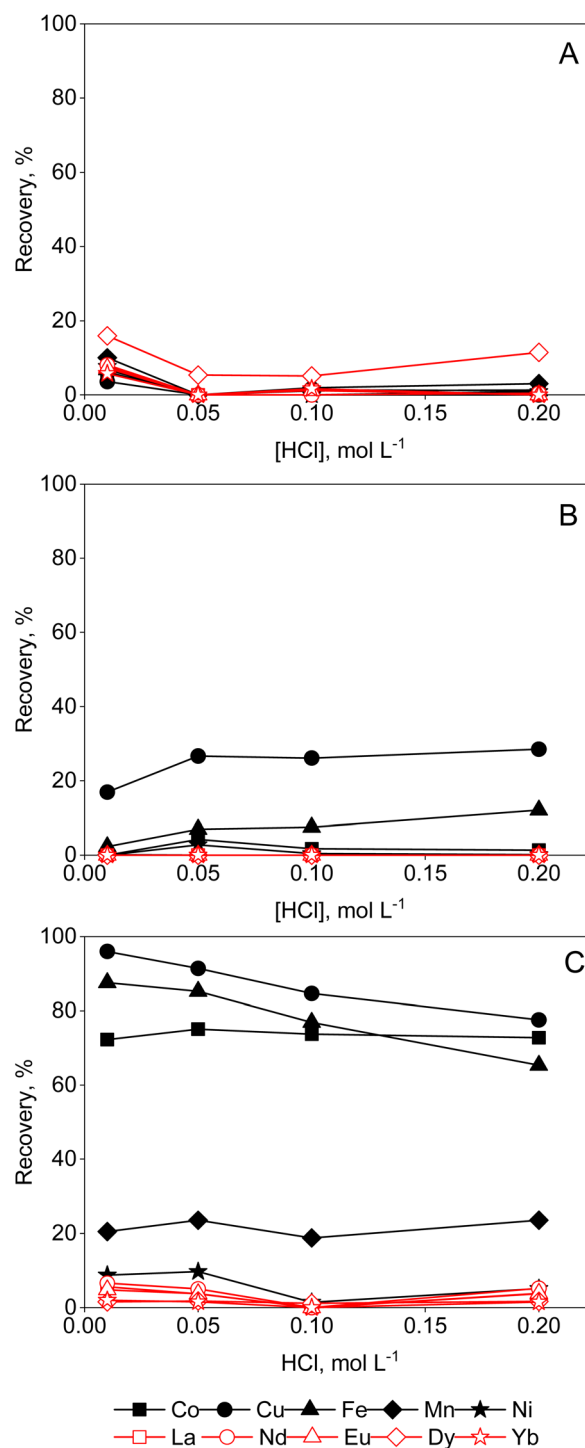 A
100
80
60
40
20
0
Recovery, %
0.00 0.05 0.10 0.15 0.20
[HCl], mol L⁻¹
B
100
80
60
40
20
0
Recovery, %
0.00 0.05 0.10 0.15 0.20
[HCl], mol L⁻¹
C
100
80
60
40
20
0
Recovery, %
0.00 0.05 0.10 0.15 0.20
HCl, mol L⁻¹
Co Cu Fe Mn Ni
La Nd Eu Dy Yb